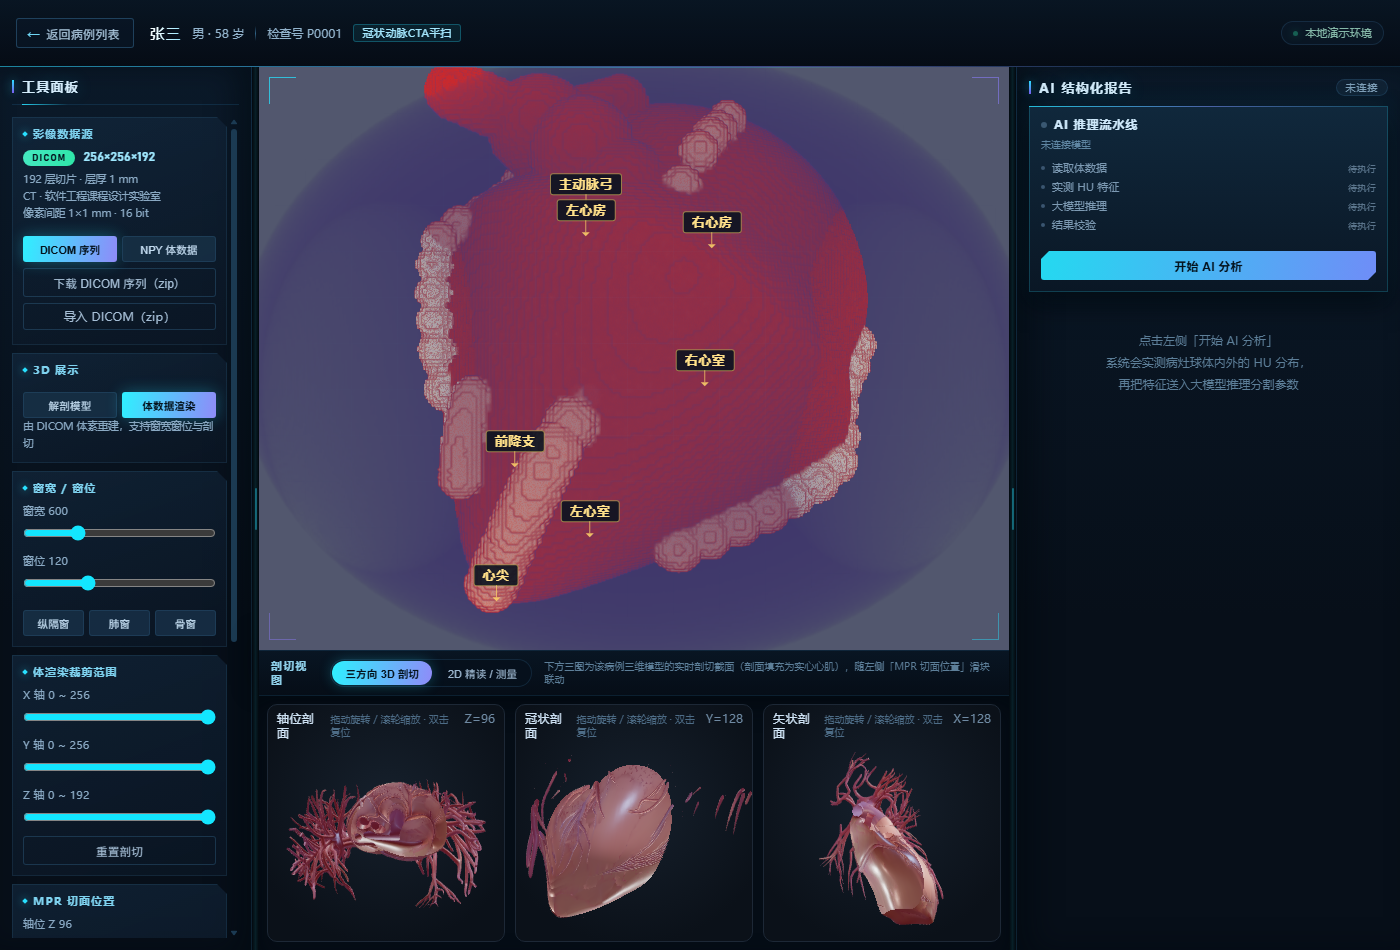 ← 返回病例列表
张三 男 · 58 岁 检查号 P0001 冠状动脉CTA平扫
本地演示环境
工具面板
影像数据源
DICOM 256×256×192
192 层切片 · 层厚 1 mm
CT · 软件工程课程设计实验室
像素间距 1×1 mm · 16 bit
DICOM 序列 NPY 体数据
下载 DICOM 序列（zip）
导入 DICOM（zip）
3D 展示
解剖模型 体数据渲染
由 DICOM 体素重建，支持窗宽窗位与剖
切
窗宽 / 窗位
窗宽 600
窗位 120
纵隔窗 肺窗 骨窗
体渲染裁剪范围
X 轴 0 ~ 256
Y 轴 0 ~ 256
Z 轴 0 ~ 192
重置剖切
MPR 切面位置
轴位 Z 96
主动脉弓
左心房
右心房
右心室
前降支
左心室
心尖
剖切视
图
三方向 3D 剖切 2D 精读 / 测量
下方三图为该病例三维模型的实时剖切截面（剖面填充为实心心肌），随左侧「MPR 切面位置」滑块
联动
轴位剖
面
拖动旋转 / 滚轮缩放 · 双击
复位
Z=96
冠状剖
面
拖动旋转 / 滚轮缩放 · 双击
复位
Y=128
矢状剖
面
拖动旋转 / 滚轮缩放 · 双击
复位
X=128
AI 结构化报告 未连接
AI 推理流水线
未连接模型
读取体数据 待执行
实测 HU 特征 待执行
大模型推理 待执行
结果校验 待执行
开始 AI 分析
点击左侧「开始 AI 分析」
系统会实测病灶球体内外的 HU 分布，
再把特征送入大模型推理分割参数